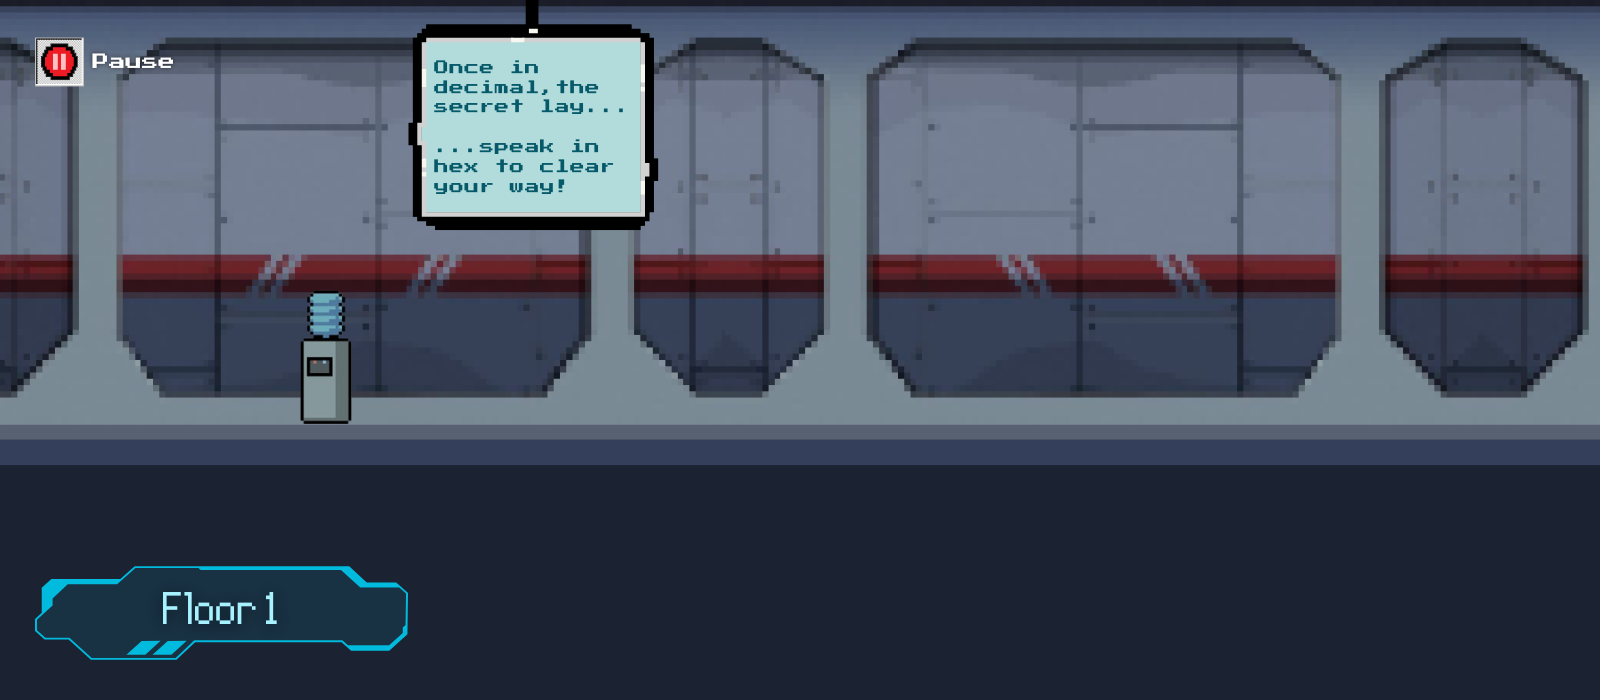 Pause
Once in
decimal,the
secret lay...
...speak in
hex to clear
your way!
Floor 1